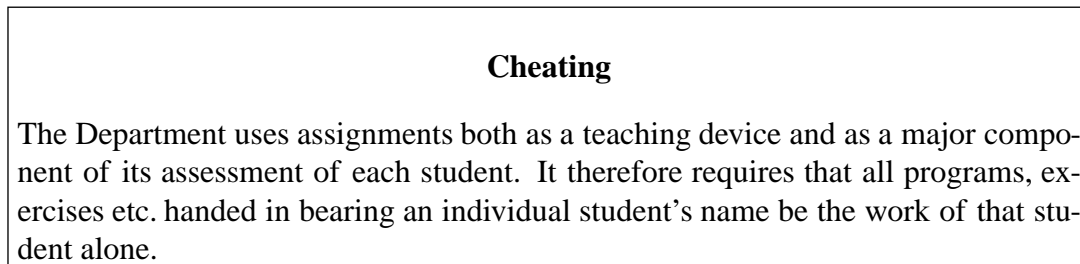 Cheating
The Department uses assignments both as a teaching device and as a major compo-
nent of its assessment of each student. It therefore requires that all programs, ex-
ercises etc. handed in bearing an individual student's name be the work of that stu-
dent alone.